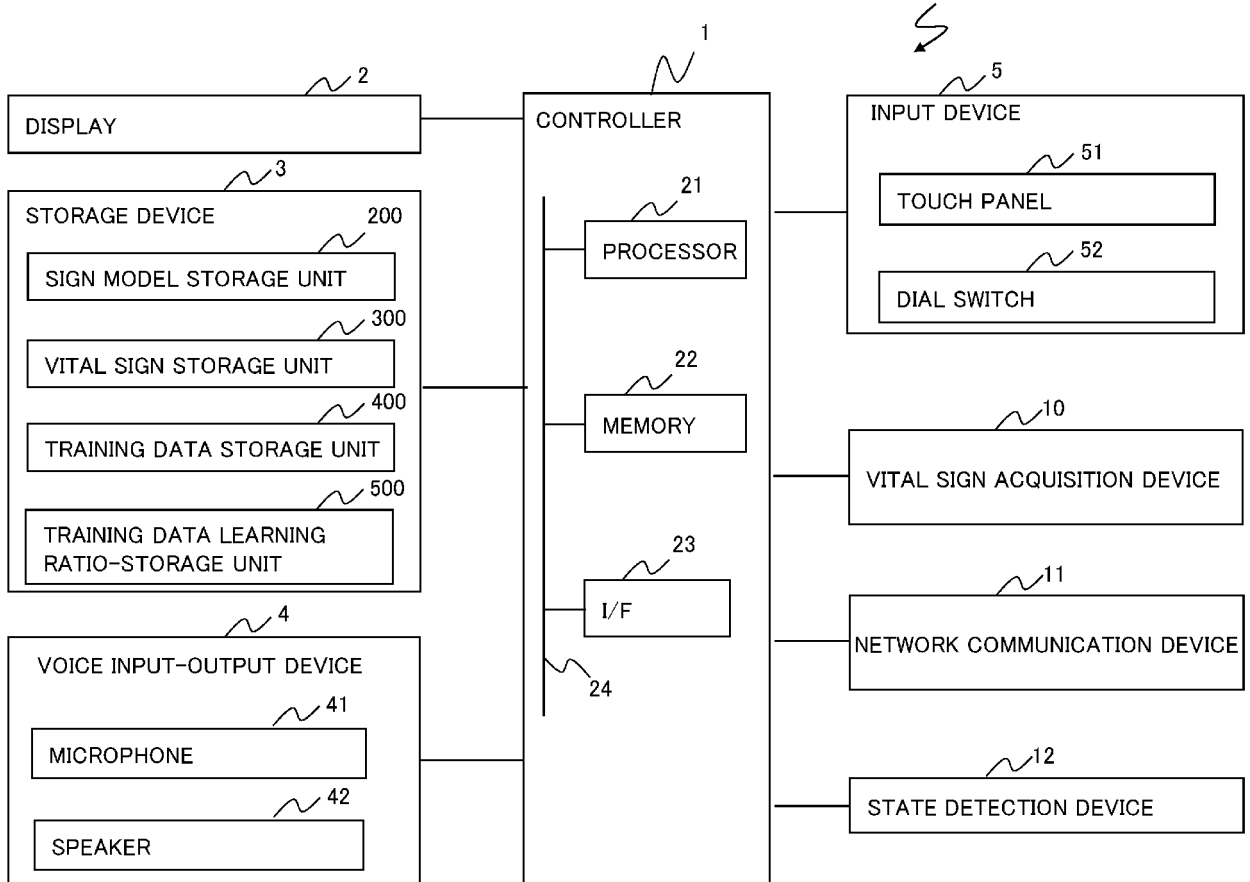 2
DISPLAY
3
STORAGE DEVICE
200
SIGN MODEL STORAGE UNIT
300
VITAL SIGN STORAGE UNIT
400
TRAINING DATA STORAGE UNIT
500
TRAINING DATA LEARNING
RATIO-STORAGE UNIT
4
VOICE INPUT-OUTPUT DEVICE
41
MICROPHONE
42
SPEAKER
1
CONTROLLER
21
PROCESSOR
22
MEMORY
23
I/F
24
5
INPUT DEVICE
51
TOUCH PANEL
52
DIAL SWITCH
10
VITAL SIGN ACQUISITION DEVICE
11
NETWORK COMMUNICATION DEVICE
12
STATE DETECTION DEVICE